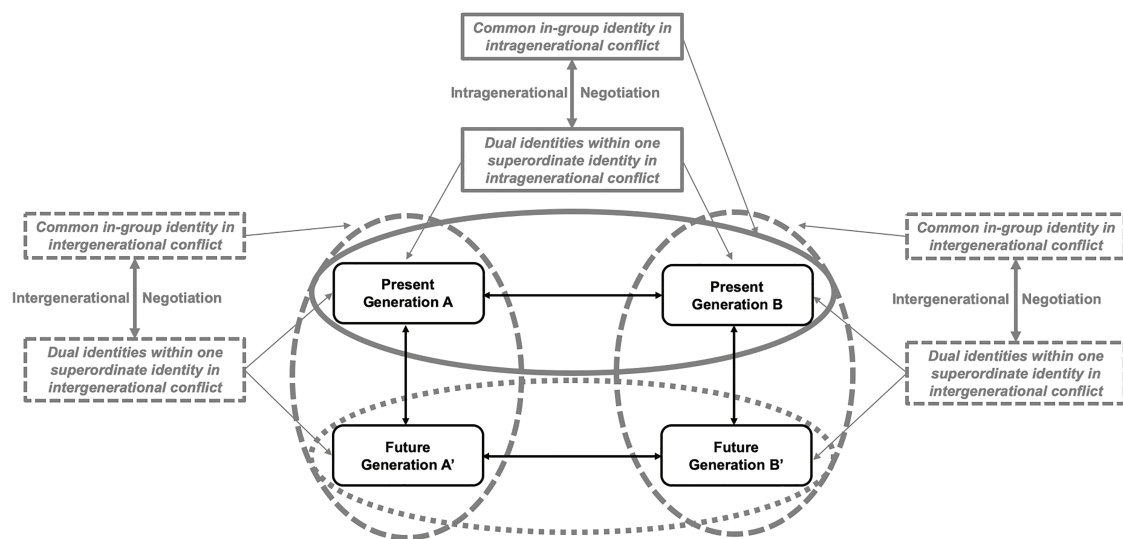 Common in-group identity in
intragenerational conflict
Intragenerational Negotiation
Dual identities within one
superordinate identity in
intragenerational conflict
Common in-group identity in
intergenerational conflict
Intergenerational Negotiation
Dual identities within one
superordinate identity in
intergenerational conflict
Common in-group identity in
intergenerational conflict
Intergenerational Negotiation
Dual identities within one
superordinate identity in
intergenerational conflict
Present
Generation A
Present
Generation B
Future
Generation A’
Future
Generation B’